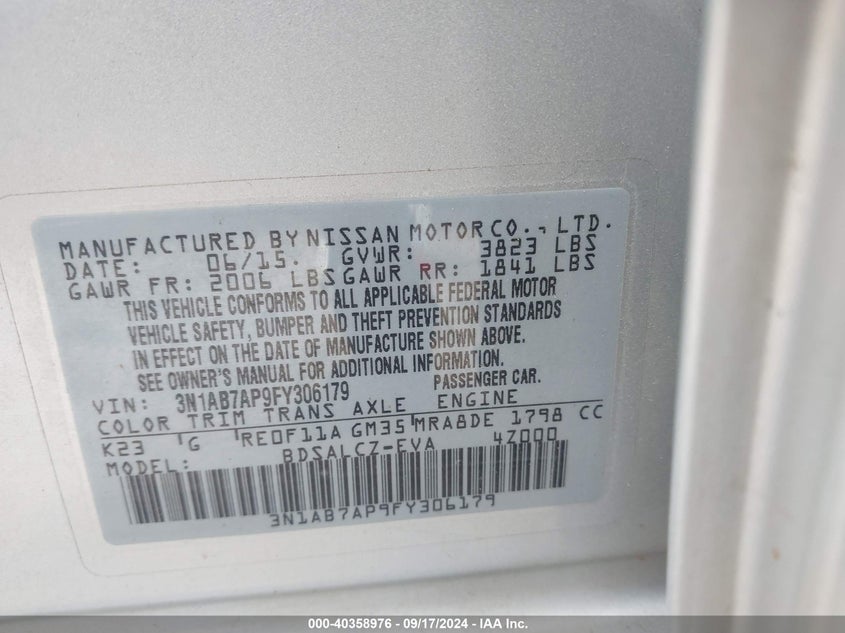 MANUFACTURED BY NISSAN MOTOR CO., LTD.
DATE: 06/15. GVWR: 3823 LBS
GAWR FR: 2006 LBS GAWR RR: 1841 LBS
THIS VEHICLE CONFORMS TO ALL APPLICABLE FEDERAL MOTOR
VEHICLE SAFETY, BUMPER AND THEFT PREVENTION STANDARDS
IN EFFECT ON THE DATE OF MANUFACTURE SHOWN ABOVE.
SEE OWNER'S MANUAL FOR ADDITIONAL INFORMATION.
VIN: 3N1AB7AP9FY306179 PASSENGER CAR.
COLOR TRIM TRANS AXLE ENGINE
K23 G RE0F11A GM35 MRA8DE 1798 CC
MODEL: BDSALCZ-EVA 4Z000
3N1AB7AP9FY306179
000-40358976 - 09/17/2024 - IAA Inc.